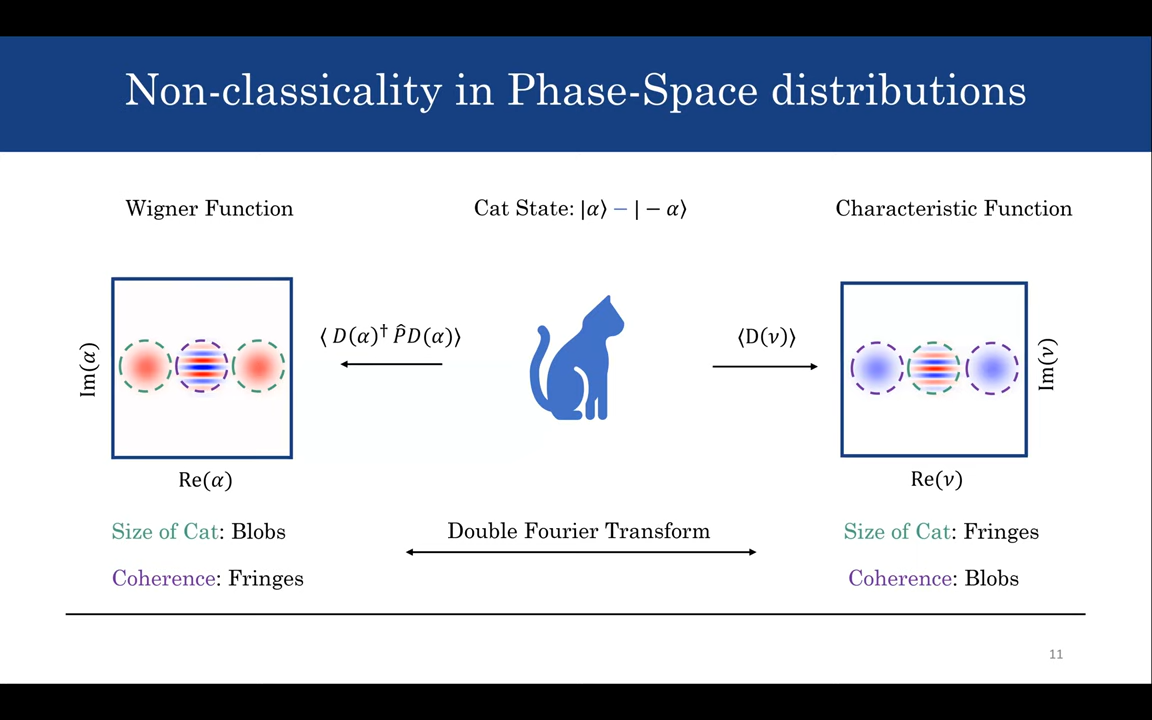 Non-classicality in Phase-Space distributions
Wigner Function
Cat State: |𝛼⟩ − | − 𝛼⟩
Characteristic Function
Im(𝛼)
⟨ 𝐷(𝛼)† P̂𝐷(𝛼)⟩
⟨D(𝜈)⟩
Im(𝜈)
Re(𝛼)
Re(𝜈)
Size of Cat: Blobs
Double Fourier Transform
Size of Cat: Fringes
Coherence: Fringes
Coherence: Blobs
11